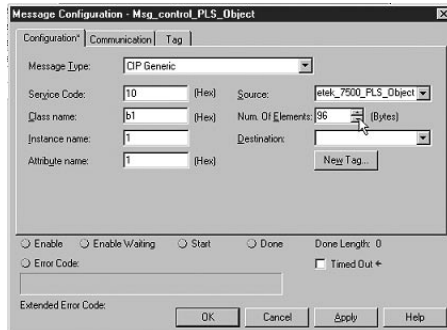 Message Configuration - Msg_control_PLS_Object
Configuration* Communication Tag
Message Type: CIP Generic
Service Code: 10 (Hex) Source: etek_7500_PLS_Object
Class name: b1 (Hex) Num. Of Elements: 96 (Bytes)
Instance name: 1 Destination:
Attribute name: 1 (Hex) New Tag...
Enable Enable Waiting Start Done Done Length: 0
Error Code: Timed Out
Extended Error Code:
OK Cancel Apply Help